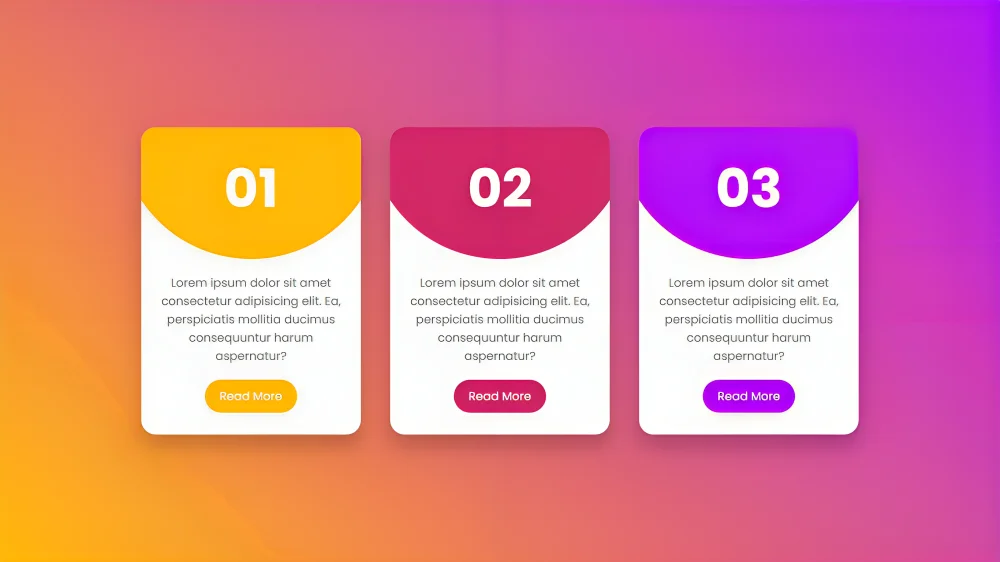 01
Lorem ipsum dolor sit amet
consectetur adipisicing elit. Ea,
perspiciatis mollitia ducimus
consequuntur harum
aspernatur?
Read More
02
Lorem ipsum dolor sit amet
consectetur adipisicing elit. Ea,
perspiciatis mollitia ducimus
consequuntur harum
aspernatur?
Read More
03
Lorem ipsum dolor sit amet
consectetur adipisicing elit. Ea,
perspiciatis mollitia ducimus
consequuntur harum
aspernatur?
Read More